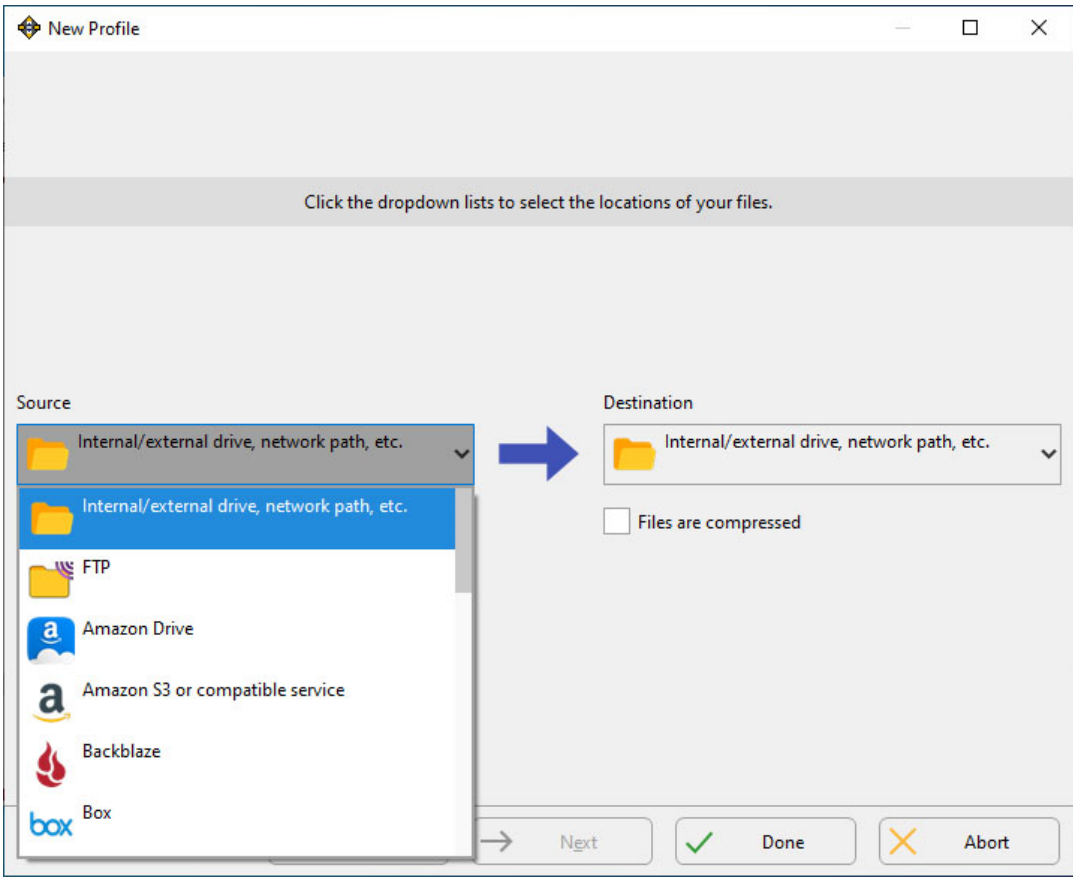 New Profile
Click the dropdown lists to select the locations of your files.
Source
Destination
Internal/external drive, network path, etc.
Internal/external drive, network path, etc.
Internal/external drive, network path, etc.
Files are compressed
FTP
a
Amazon Drive
a
Amazon S3 or compatible service
Backblaze
box
Box
Next
Done
Abort